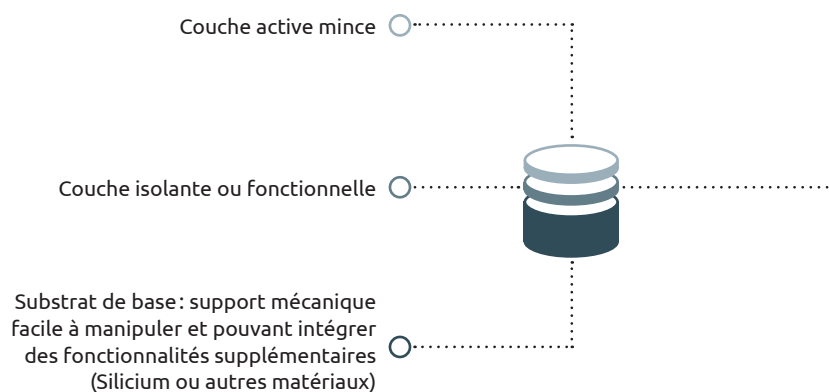 Couche active mince
Couche isolante ou fonctionnelle
Substrat de base : support mécanique
facile à manipuler et pouvant intégrer
des fonctionnalités supplémentaires
(Silicium ou autres matériaux)